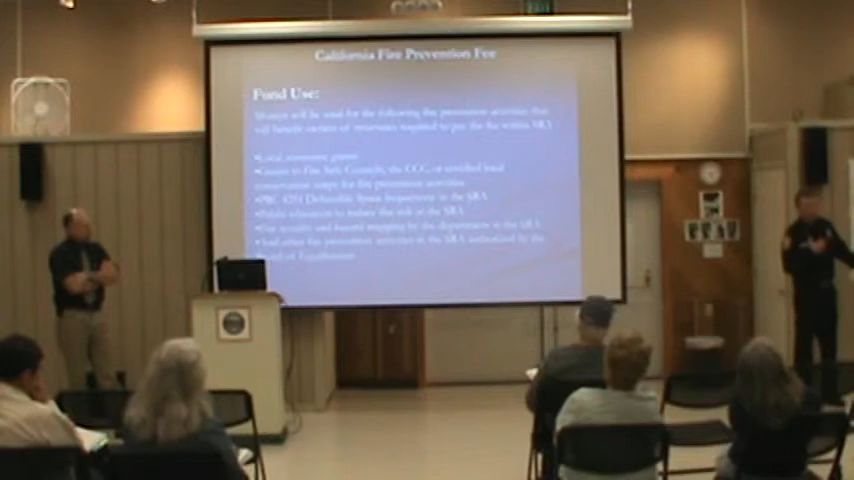 California Fire Prevention Fee
Fund Use:
Money will be used for the following fire prevention activities that
will benefit owners of structures required to pay the fee within SRA
•Local assistance grants
•Grants to Fire Safe Councils, the CCC, or certified local
conservation corps for fire prevention activities
•PRC 4291 Defensible Space Inspections in the SRA
•Public education to reduce fire risk in the SRA
•Fire severity and hazard mapping by the department in the SRA
•And other fire prevention activities in the SRA authorized by the
Board of Equalization